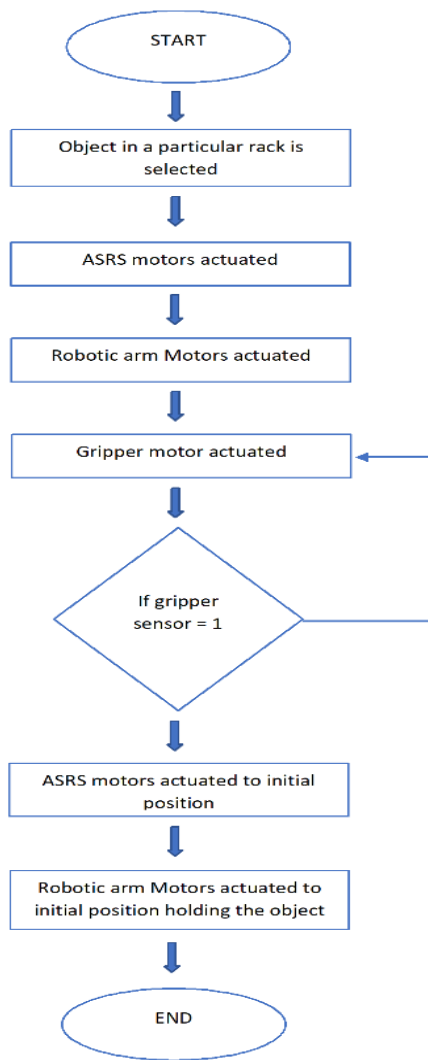 START
Object in a particular rack is
selected
ASRS motors actuated
Robotic arm Motors actuated
Gripper motor actuated
If gripper
sensor = 1
ASRS motors actuated to initial
position
Robotic arm Motors actuated to
initial position holding the object
END